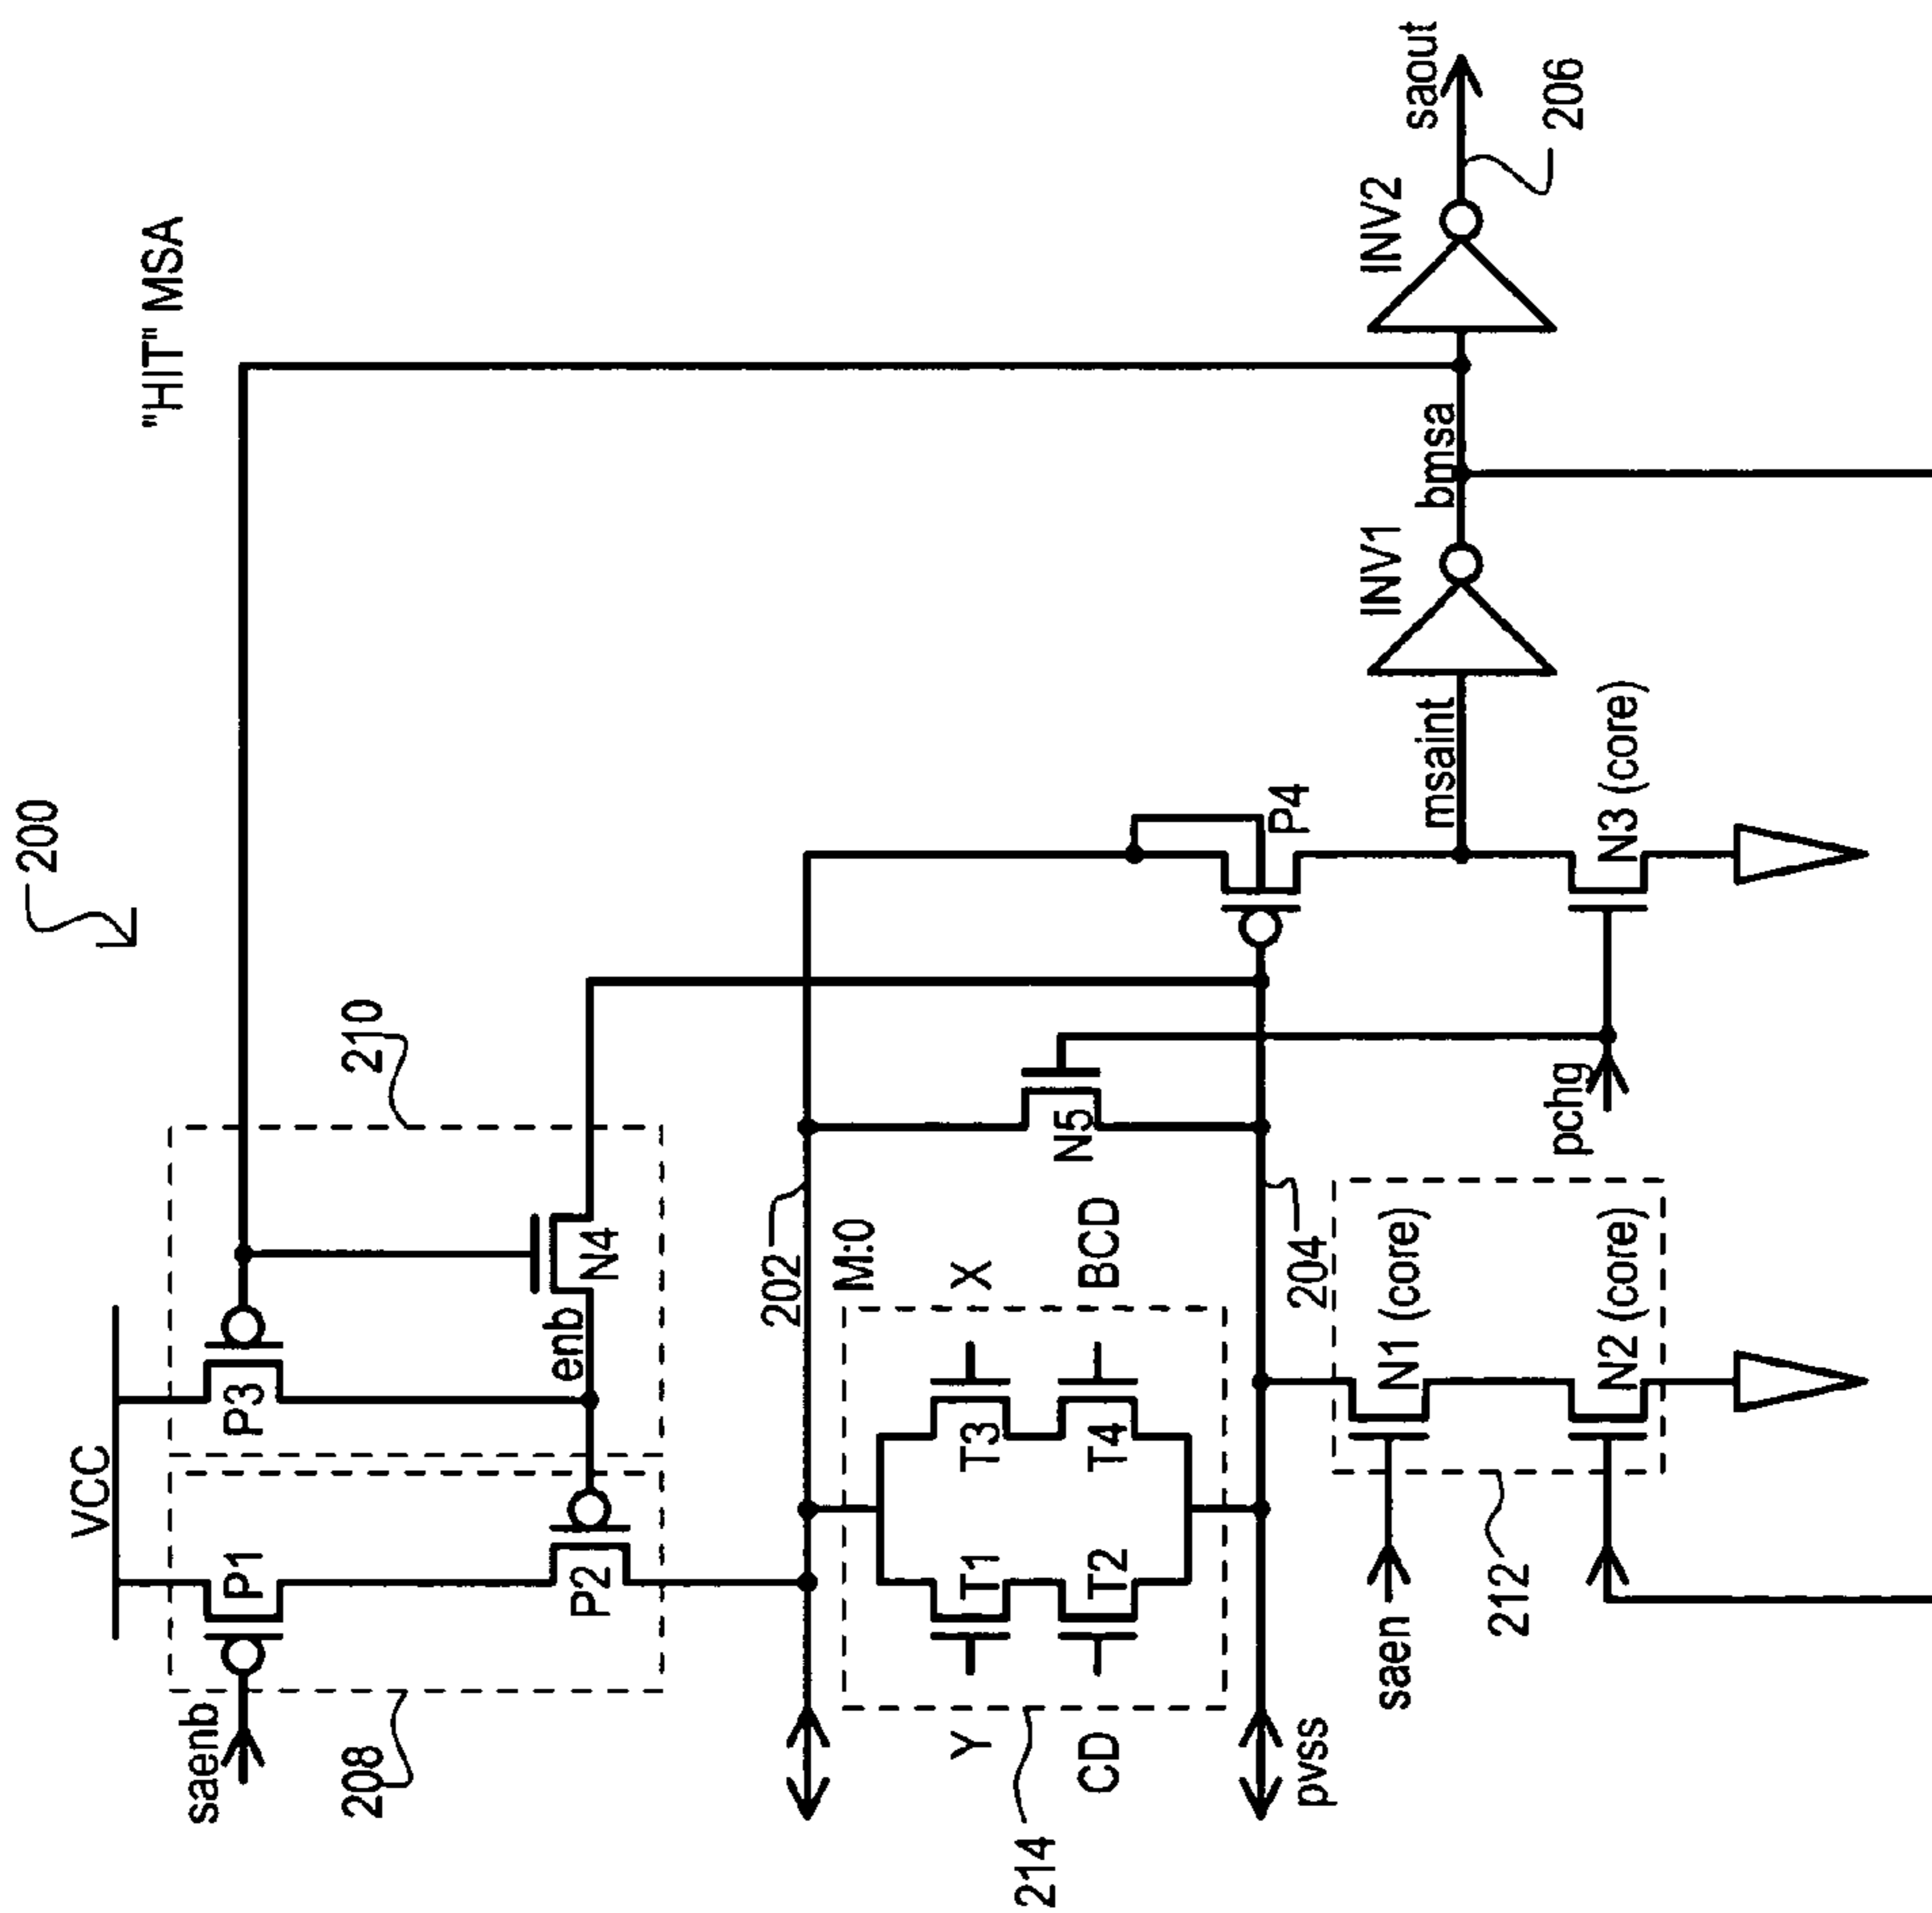 200
"HIT" MSA
VCC
saenb
P1
P3
208
210
P2
enb
N4
202
M:0
Y
X
T1
T3
CD
BCD
T2
T4
214
N5
204
pvss
P4
saen
N1 (core)
N2 (core)
212
pchg
N3 (core)
msaint
INV1
bmsa
INV2
saout
206